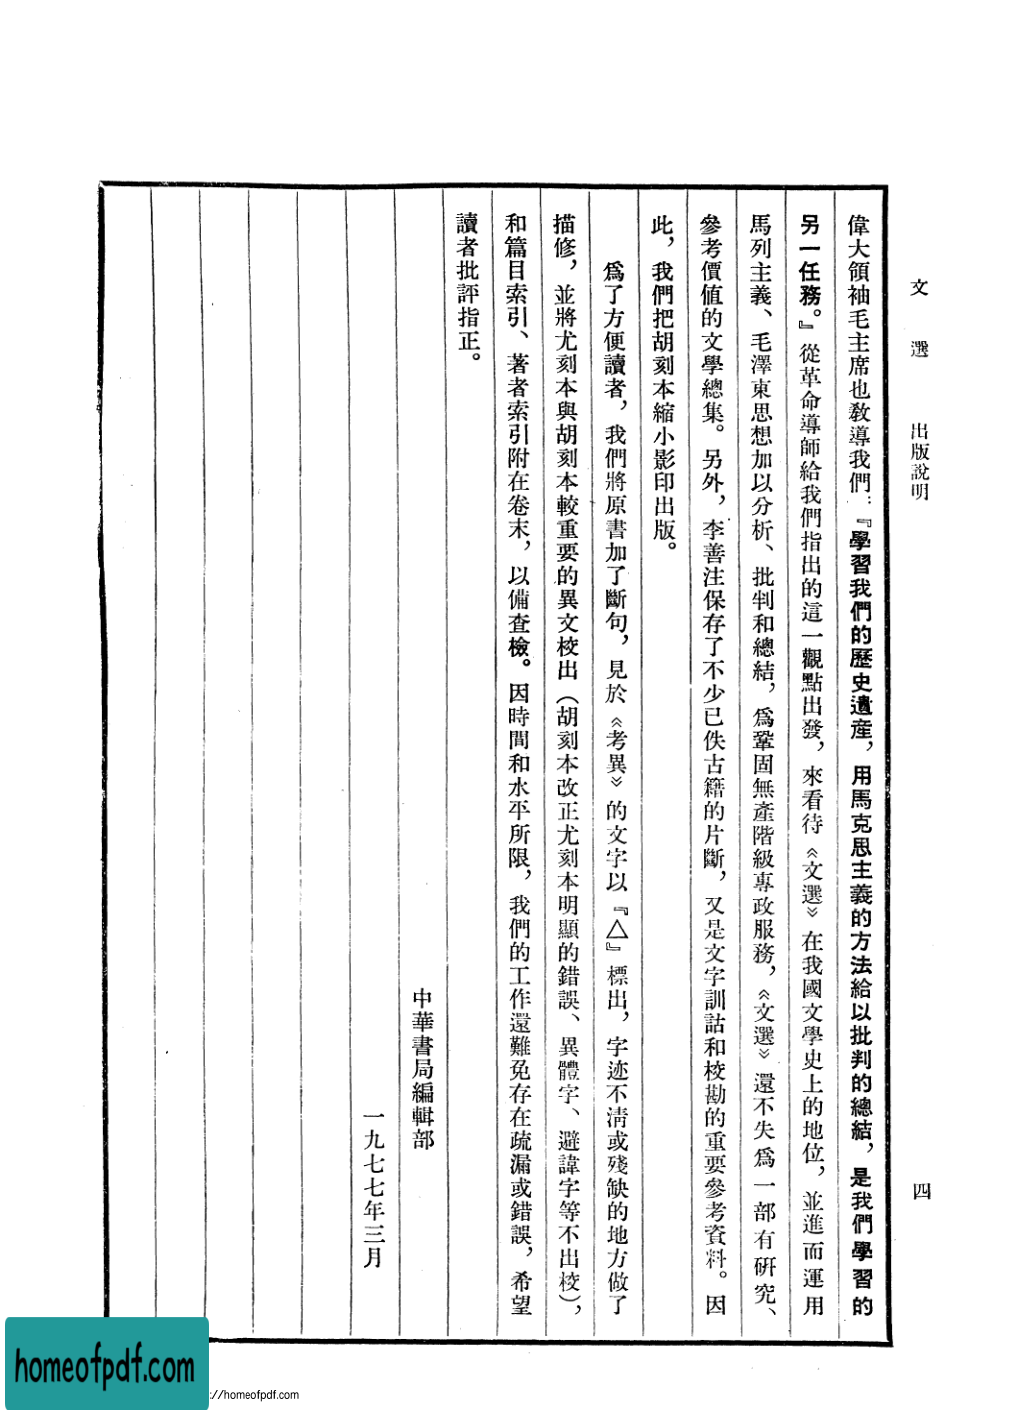 文選　出版說明　四
偉大領袖毛主席也教導我們：『學習我們的歷史遺產，用馬克思主義的方法給以批判的總結，是我們學習的
另一任務。』從革命導師給我們指出的這一觀點出發，來看待《文選》在我國文學史上的地位，並進而運用
馬列主義、毛澤東思想加以分析、批判和總結，爲鞏固無產階級專政服務，《文選》還不失爲一部有研究、
參考價值的文學總集。另外，李善注保存了不少已佚古籍的片斷，又是文字訓詁和校勘的重要參考資料。因
此，我們把胡刻本縮小影印出版。
爲了方便讀者，我們將原書加了斷句，見於《考異》的文字以『△』標出，字迹不清或殘缺的地方做了
描修，並將尤刻本與胡刻本較重要的異文校出（胡刻本改正尤刻本明顯的錯誤、異體字、避諱字等不出校），
和篇目索引、著者索引附在卷末，以備查檢。因時間和水平所限，我們的工作還難免存在疏漏或錯誤，希望
讀者批評指正。
中華書局編輯部
一九七七年三月
homeofpdf.com
://homeofpdf.com